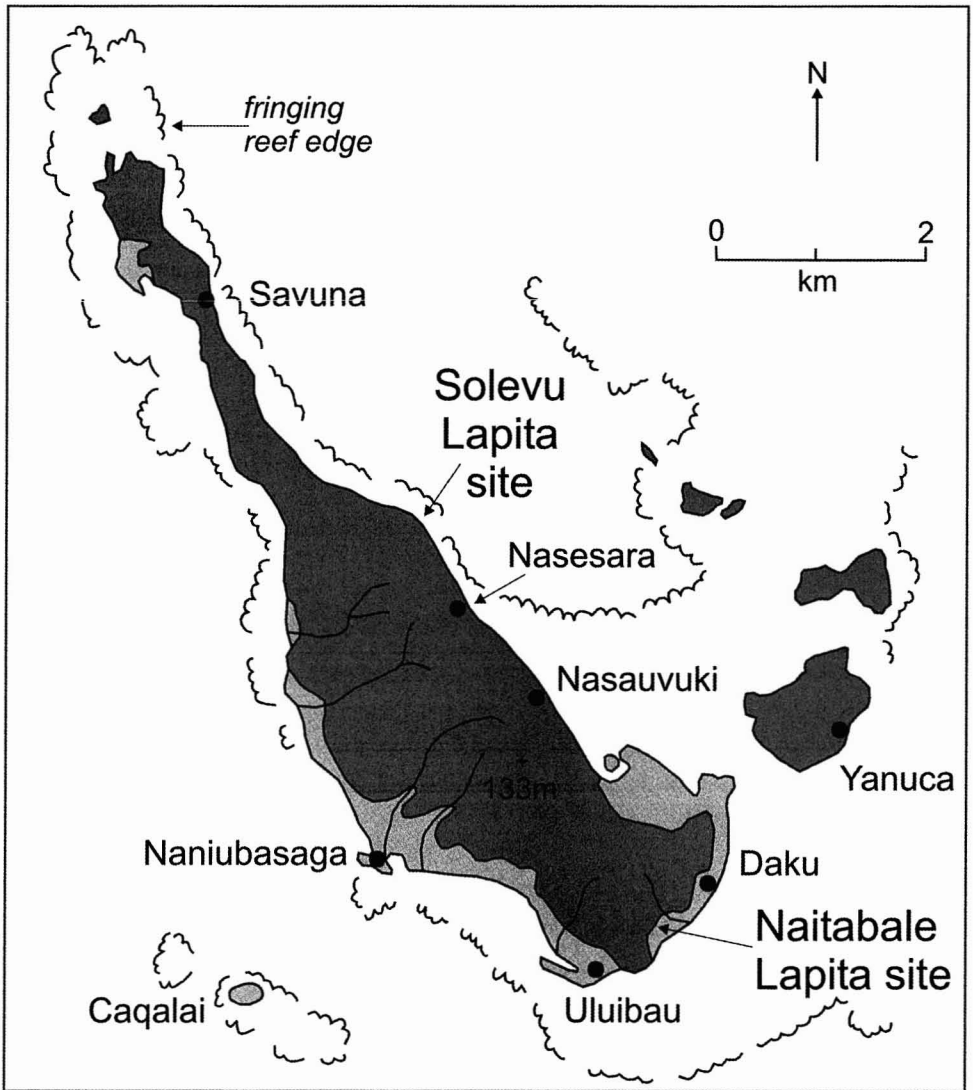 N
fringing
reef edge
0 2
km
Savuna
Solevu
Lapita
site
Nasesara
Nasauvuki
Yanuca
133m
Naniubasaga
Daku
Naitabale
Lapita site
Caqalai
Uluibau